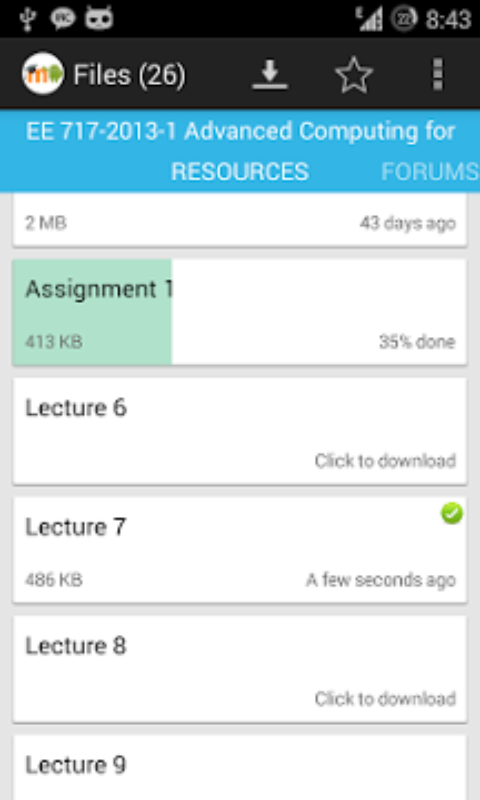 22 8:43
Files (26)
EE 717-2013-1 Advanced Computing for
RESOURCES FORUMS
2 MB 43 days ago
Assignment 1
413 KB 35% done
Lecture 6
Click to download
Lecture 7
486 KB A few seconds ago
Lecture 8
Click to download
Lecture 9